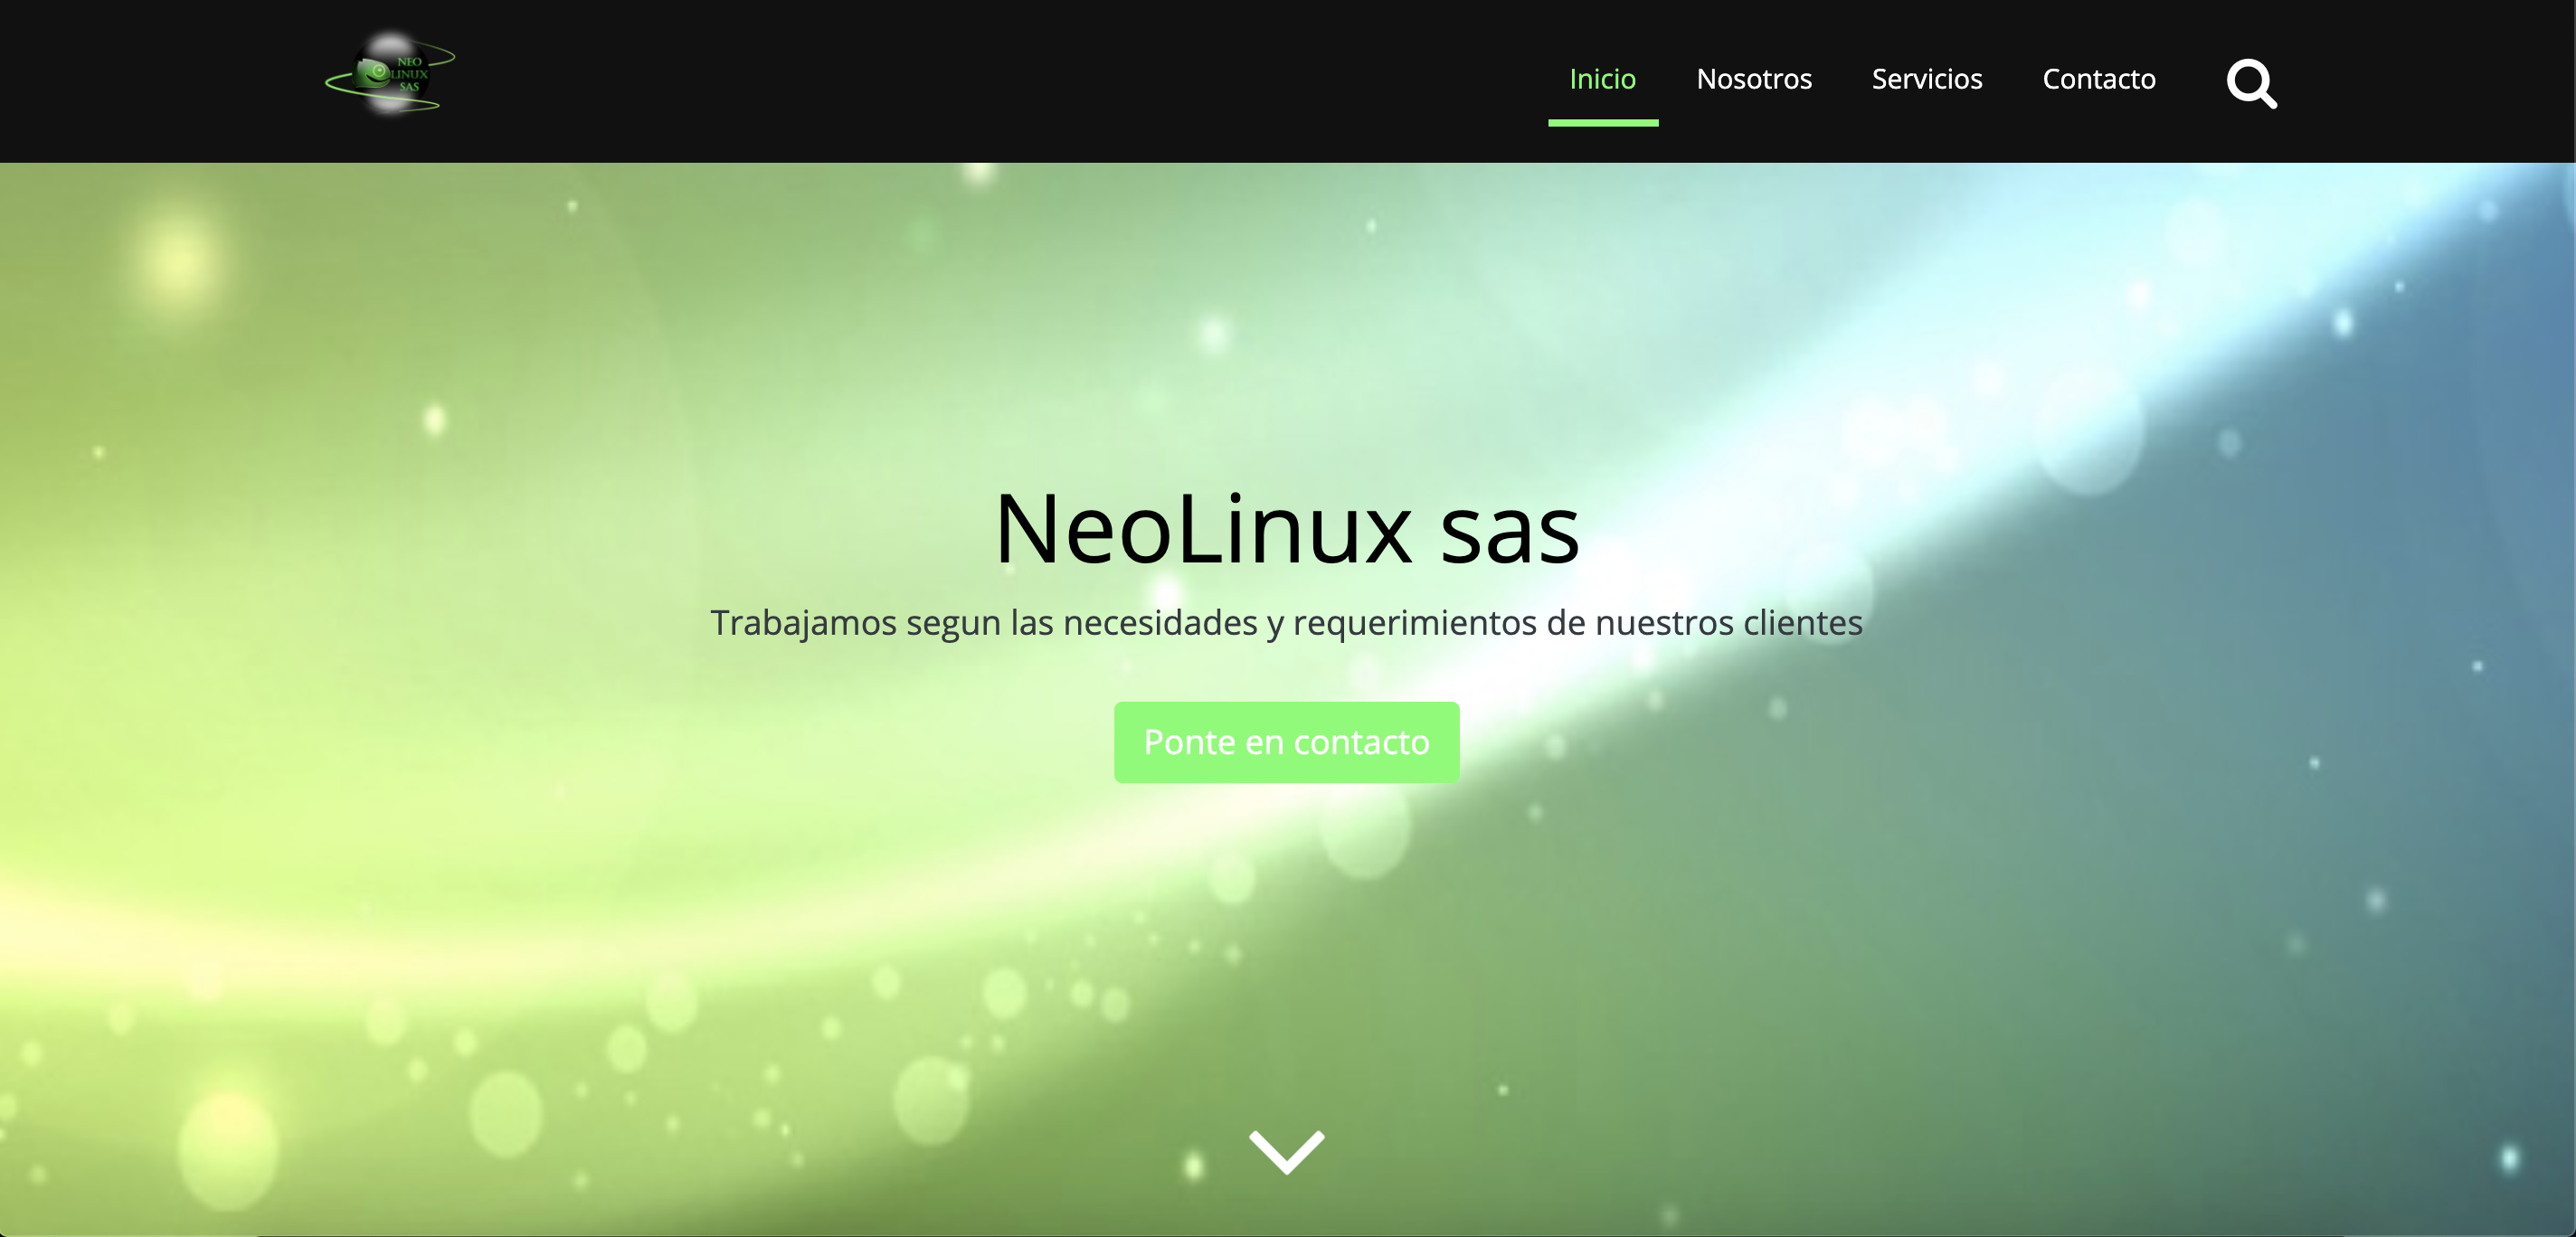 NEO
LINUX
SAS
Inicio
Nosotros
Servicios
Contacto
NeoLinux sas
Trabajamos segun las necesidades y requerimientos de nuestros clientes
Ponte en contacto